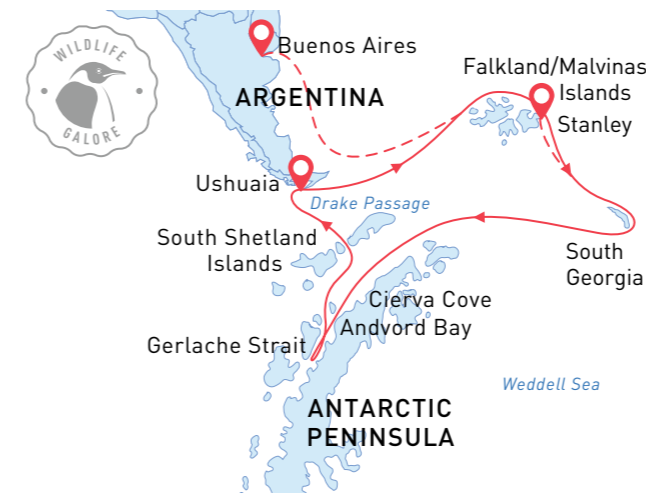 WILDLIFE
GALORE
Buenos Aires
ARGENTINA
Falkland/Malvinas
Islands
Stanley
Ushuaia
Drake Passage
South Shetland
Islands
South
Georgia
Cierva Cove
Andvord Bay
Gerlache Strait
Weddell Sea
ANTARCTIC
PENINSULA